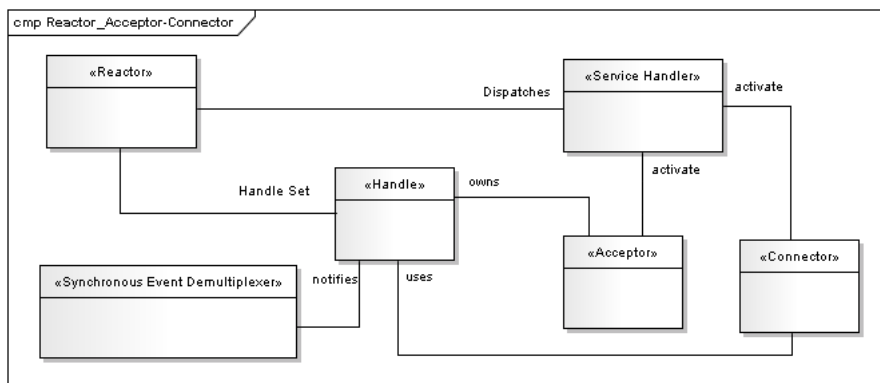 cmp Reactor_Acceptor-Connector
«Reactor»
«Service Handler»
Dispatches
activate
activate
«Handle»
owns
Handle Set
«Acceptor»
«Connector»
«Synchronous Event Demultiplexer»
notifies
uses